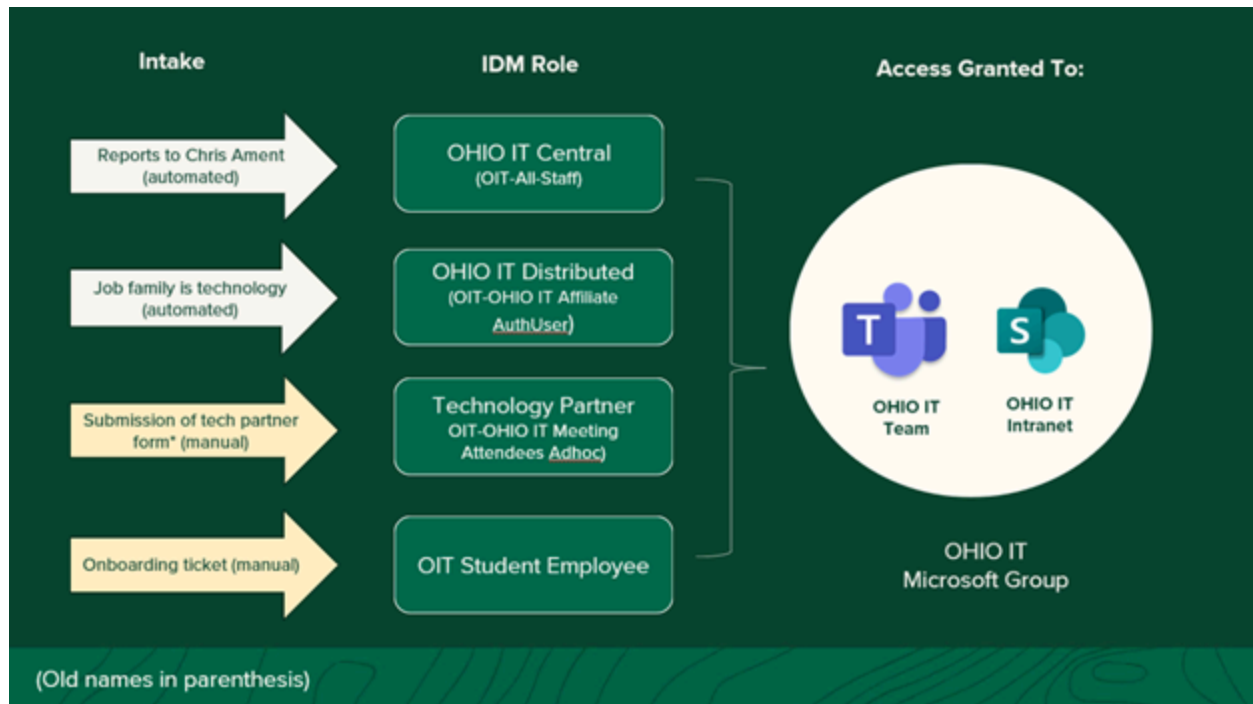 Intake
IDM Role
Access Granted To:
Reports to Chris Ament
(automated)
OHIO IT Central
(OIT-All-Staff)
Job family is technology
(automated)
OHIO IT Distributed
(OIT-OHIO IT Affiliate
AuthUser)
Submission of tech partner
form* (manual)
Technology Partner
OIT-OHIO IT Meeting
Attendees Adhoc)
Onboarding ticket (manual)
OIT Student Employee
T
OHIO IT
Team
S
OHIO IT
Intranet
OHIO IT
Microsoft Group
(Old names in parenthesis)